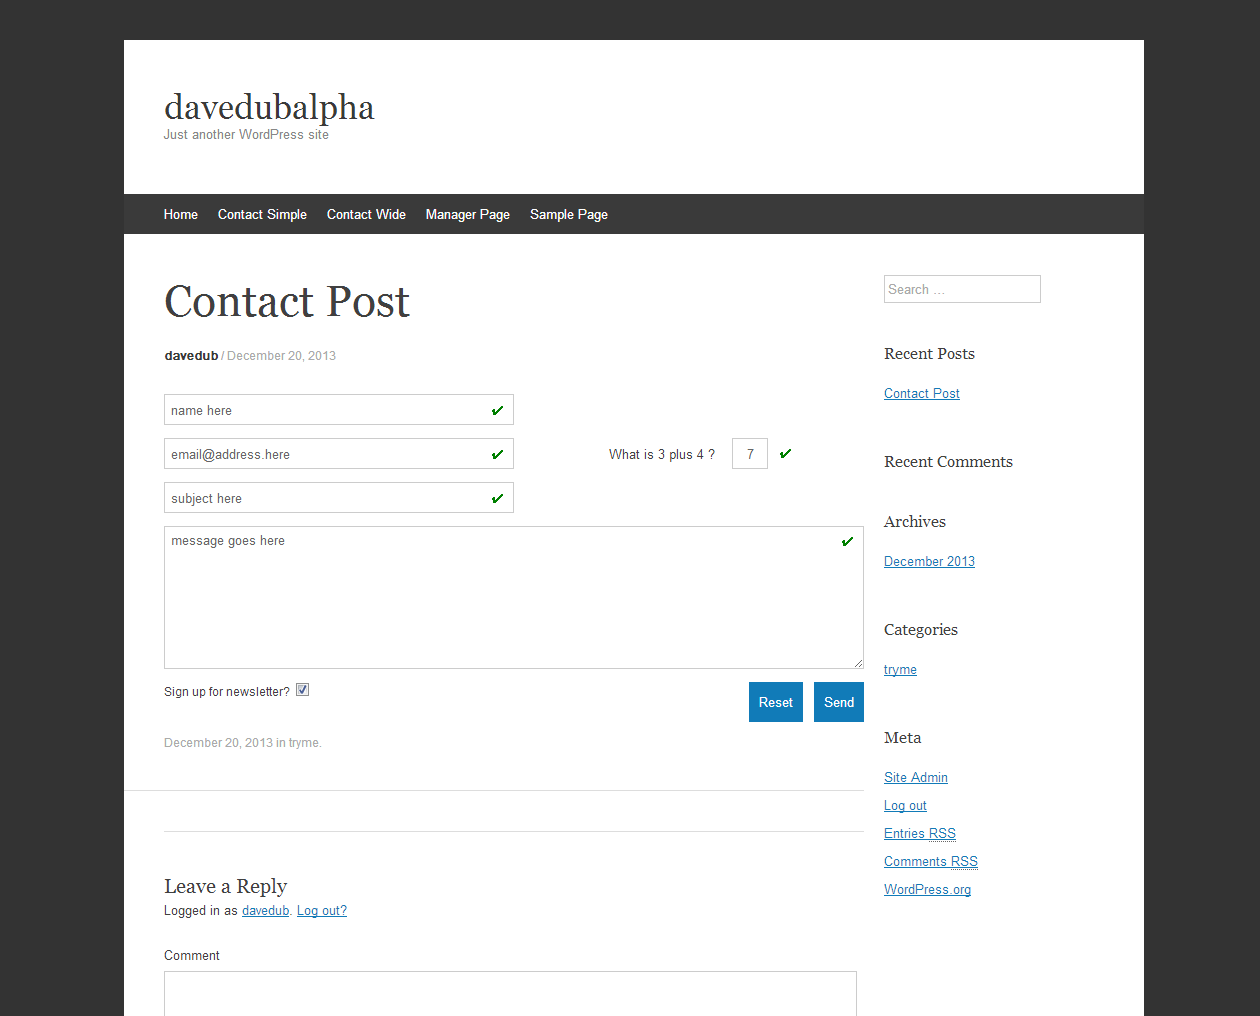 davedubalpha
Just another WordPress site
Home Contact Simple Contact Wide Manager Page Sample Page
Contact Post
davedub / December 20, 2013
name here
email@address.here
What is 3 plus 4 ? 7
subject here
message goes here
Sign up for newsletter?
Reset Send
December 20, 2013 in tryme.
Leave a Reply
Logged in as davedub. Log out?
Comment
Search ...
Recent Posts
Contact Post
Recent Comments
Archives
December 2013
Categories
tryme
Meta
Site Admin
Log out
Entries RSS
Comments RSS
WordPress.org